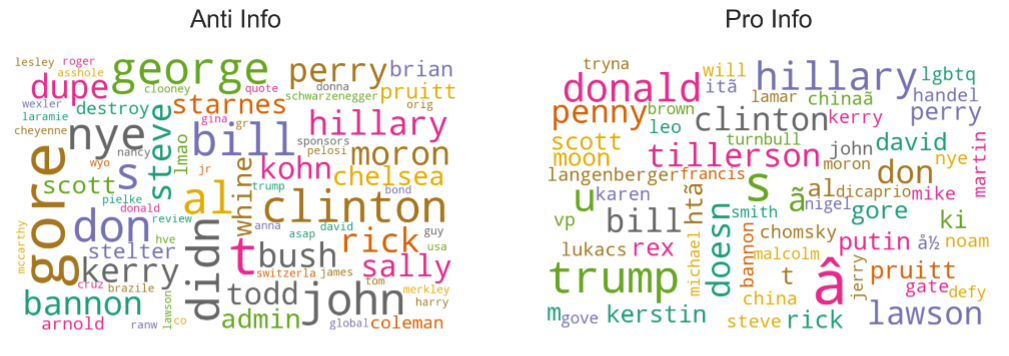 Anti Info
lesley roger
asshole
george
clooney
perry
brian
donna
dupe
quote
schwarzenegger
pruitt
wexler
destroy
starnes
orig
laramie
steve
gina
gr
hillary
cheyenne
nye
bill
sponsors
nancy
lmao
pelosi
moron
wyo
s
jr
kohn
chelsea
gore
scott
al
whine
trump
bond
pielke
clinton
donald
review
anna
david
don
asap
guy
mccarthy
hve
didn
t
bush
rick
usa
stelter
kerry
switzerla
james
sally
cruz
brazile
tom
bannon
lawson
todd
john
merkley
harry
arnold
ranw
co
admin
global
coleman
Pro Info
tryna
will
hillary
lgbtq
donald
itã
lamar
chinaã
handel
penny
brown
clinton
kerry
perry
leo
scott
turnbull
john
david
martin
moon
tillerson
moron
nye
langenberger
francis
s
don
u
karen
htã
ã
al
dicaprio
mike
nigel
vp
bill
doesn
smith
gore
ki
chomsky
lukacs
rex
michael
bannon
malcolm
putin
â½
noam
trump
t
â
jerry
pruitt
china
gate
defy
m
gove
kerstin
steve
rick
lawson